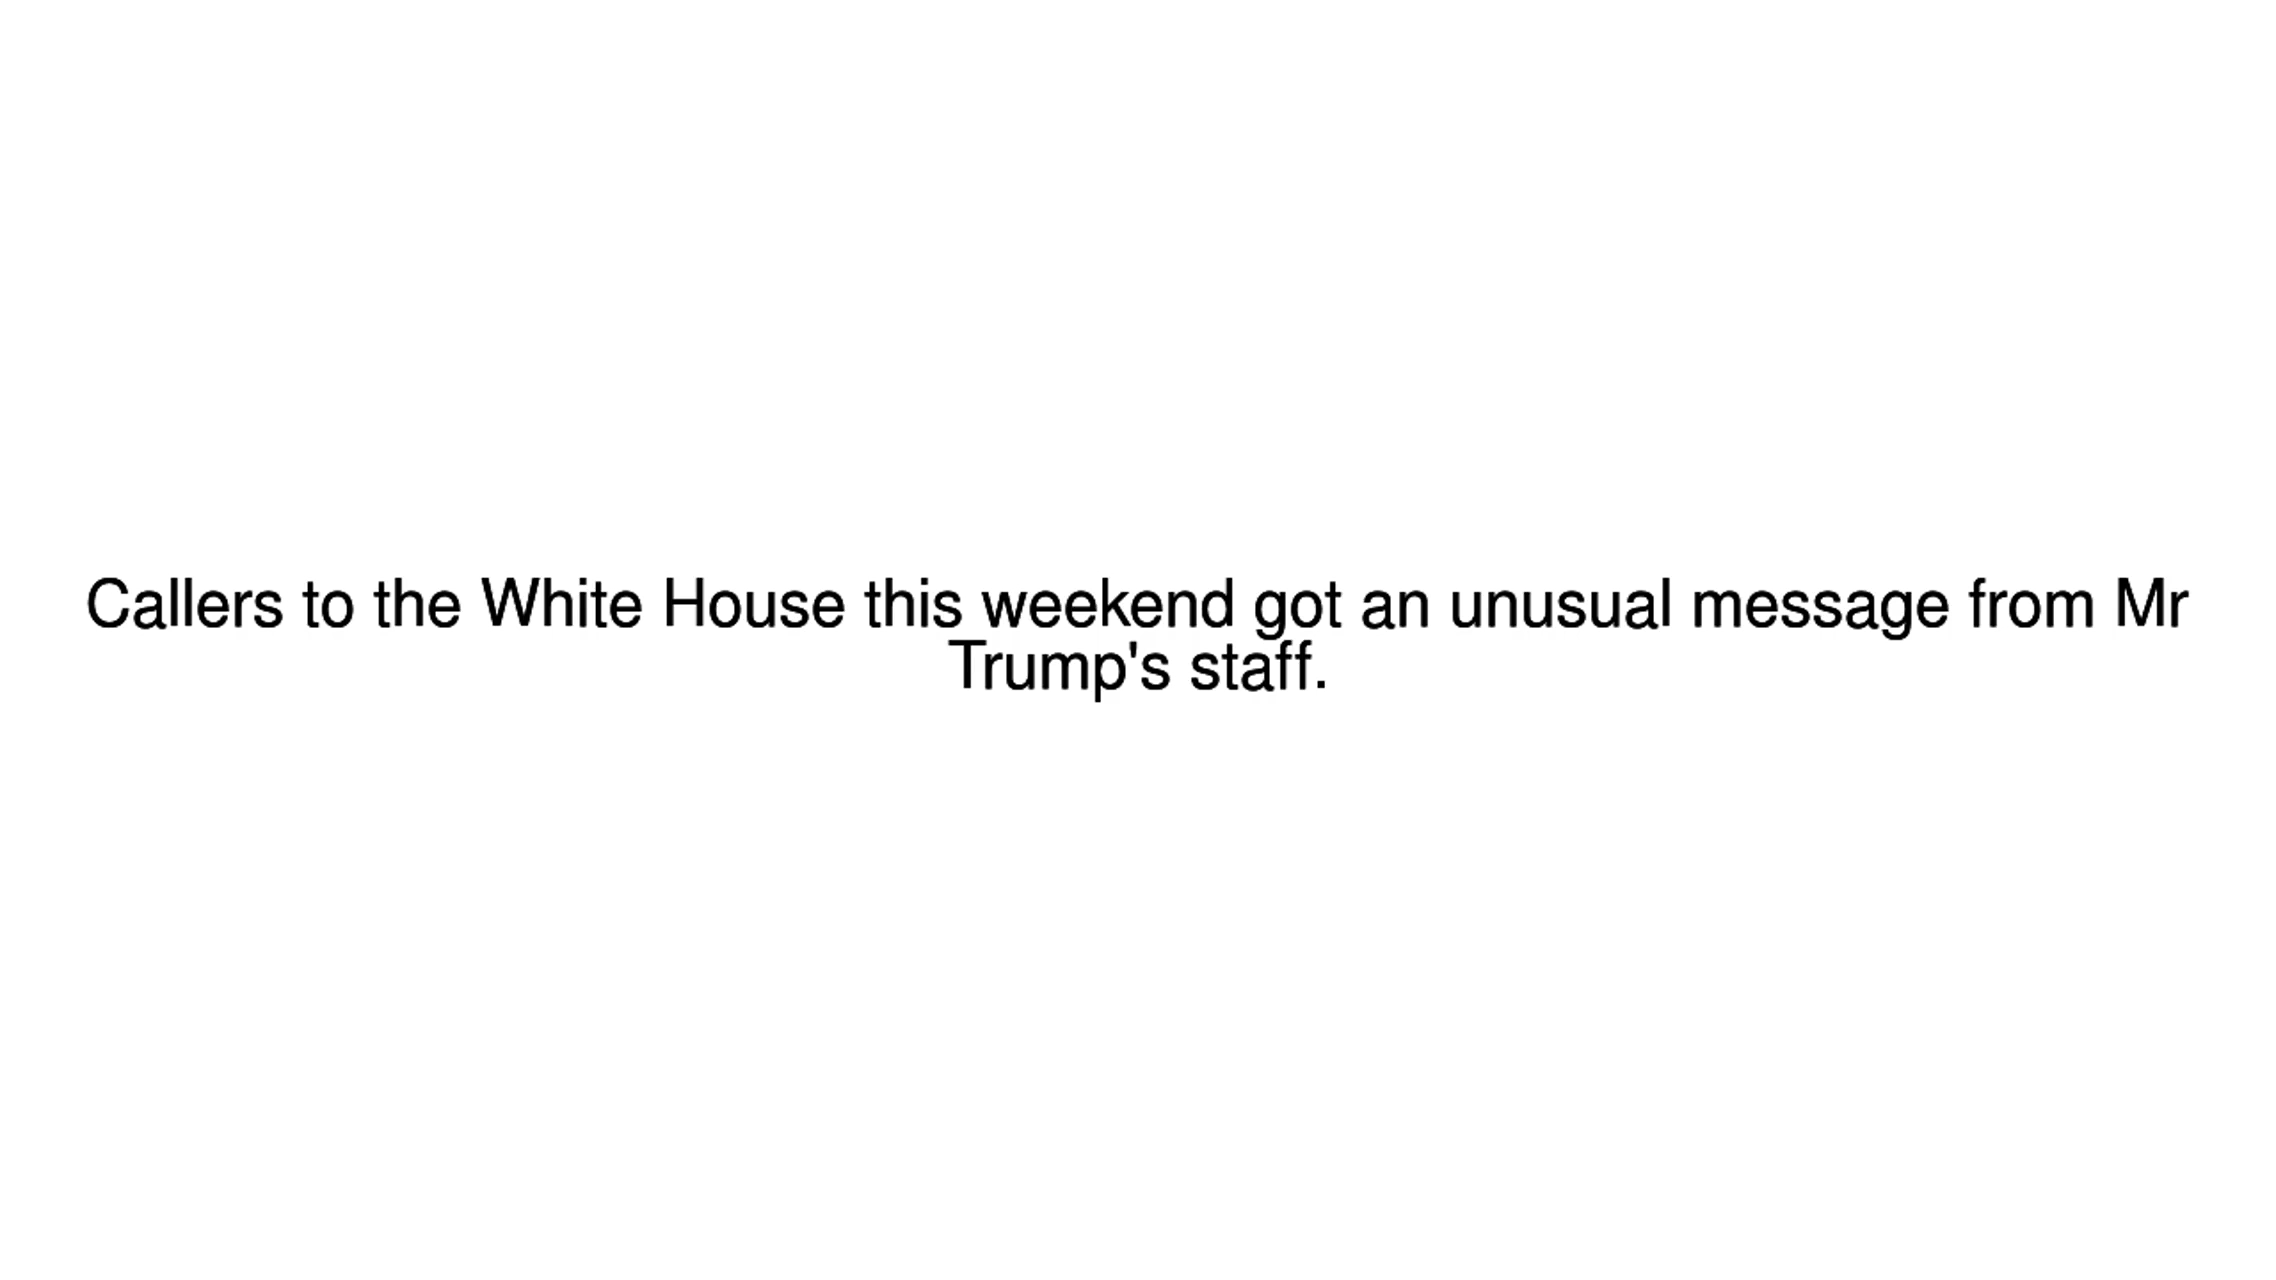 Callers to the White House this weekend got an unusual message from Mr
Trump's staff.